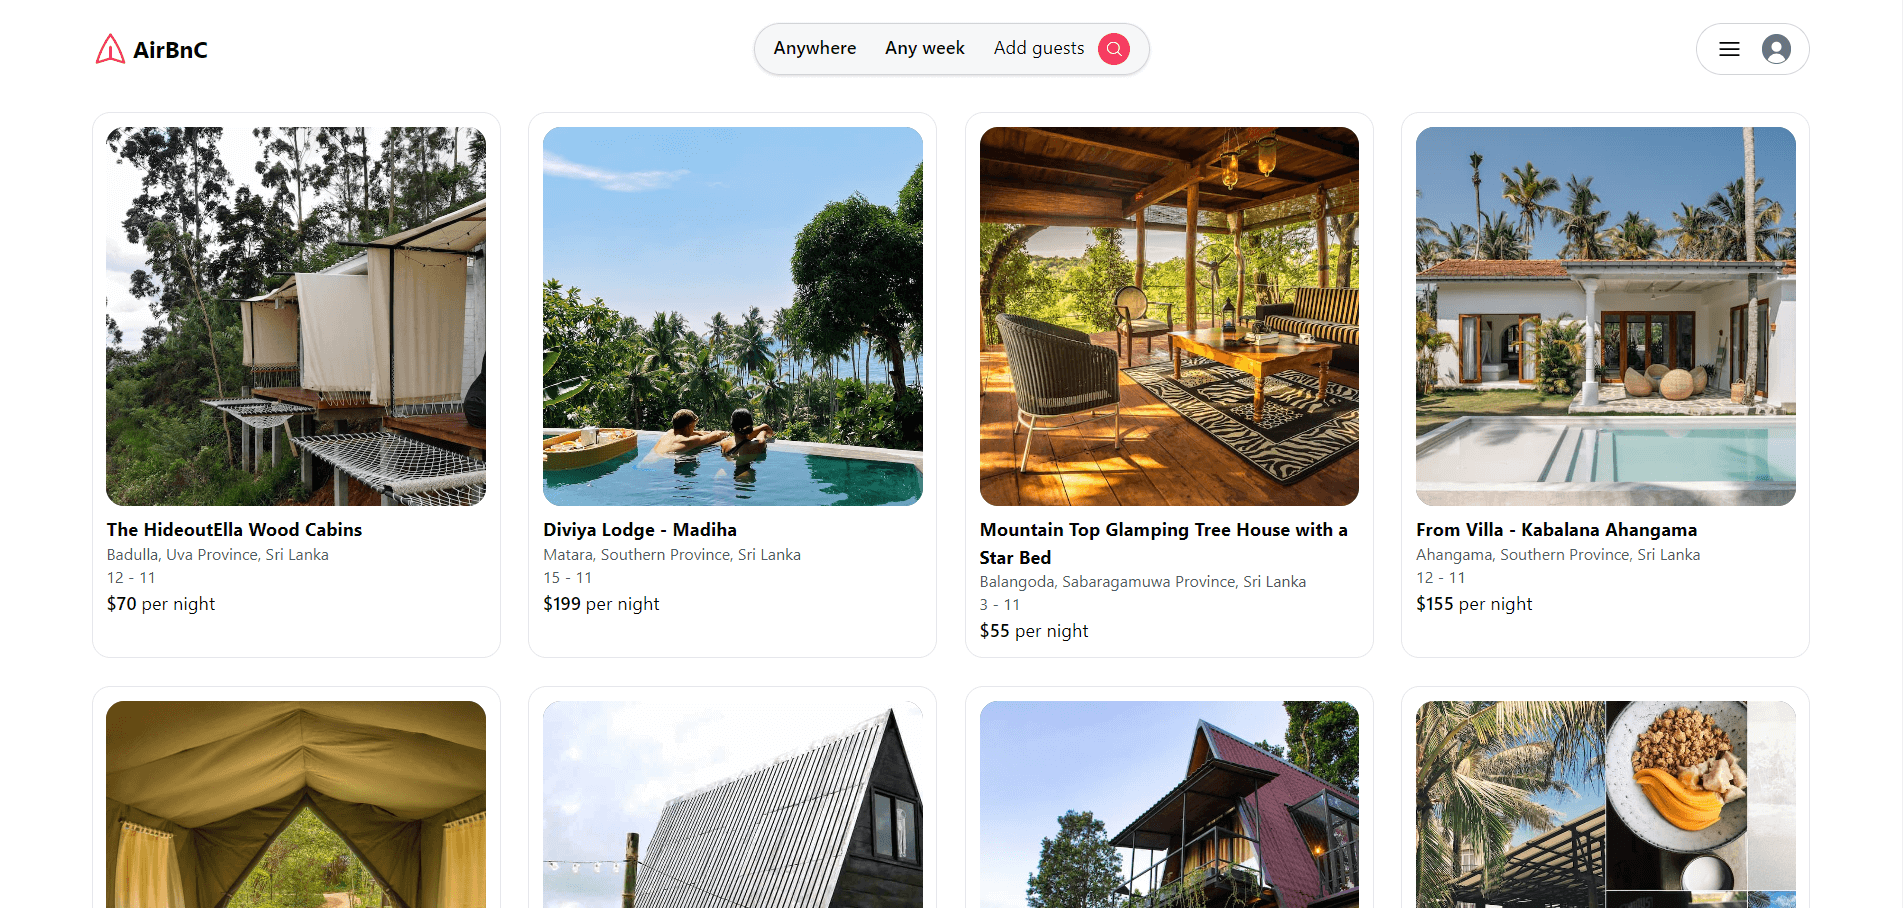 AirBnC
Anywhere
Any week
Add guests
The HideoutElla Wood Cabins
Badulla, Uva Province, Sri Lanka
12 - 11
$70 per night
Diviya Lodge - Madiha
Matara, Southern Province, Sri Lanka
15 - 11
$199 per night
Mountain Top Glamping Tree House with a
Star Bed
Balangoda, Sabaragamuwa Province, Sri Lanka
3 - 11
$55 per night
From Villa - Kabalana Ahangama
Ahangama, Southern Province, Sri Lanka
12 - 11
$155 per night